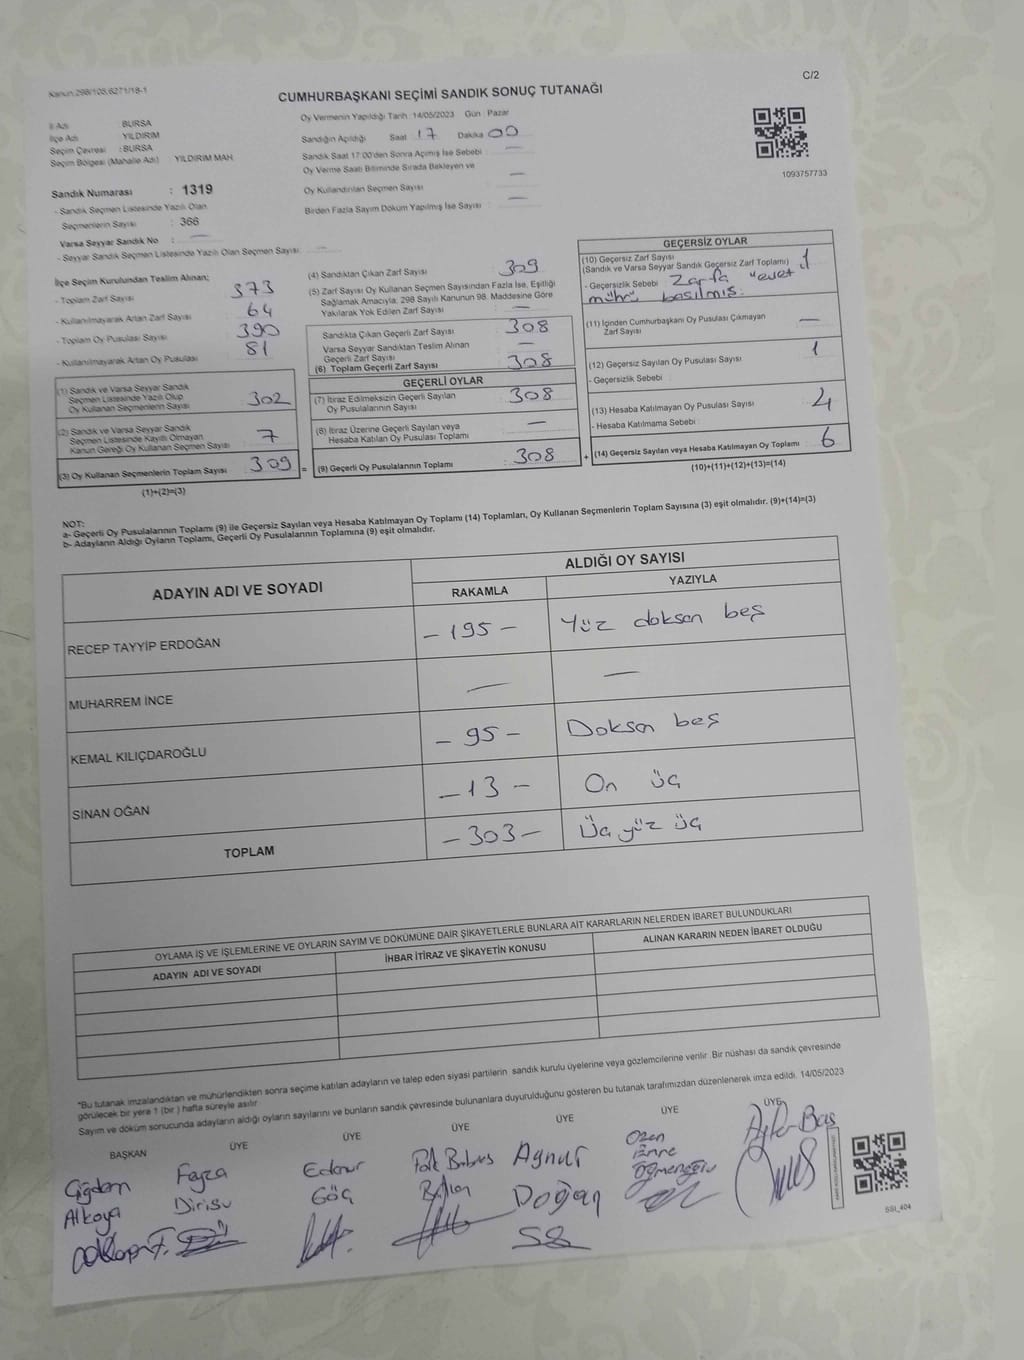 Kanun:298/105,6271/18-1
C/2
CUMHURBAŞKANI SEÇİMİ SANDIK SONUÇ TUTANAĞI
İl Adı : BURSA
İlçe Adı : YILDIRIM
Seçim Çevresi : BURSA
Seçim Bölgesi (Mahalle Adı) : YILDIRIM MAH.
Sandık Numarası : 1319
- Sandık Seçmen Listesinde Yazılı Olan
Seçmenlerin Sayısı : 366
Varsa Seyyar Sandık No : —
- Seyyar Sandık Seçmen Listesinde Yazılı Olan Seçmen Sayısı: —
Oy Vermenin Yapıldığı Tarih :14/05/2023 Gün : Pazar
Sandığın Açıldığı Saat 17 Dakika 00
Sandık Saat 17:00'den Sonra Açımış İse Sebebi : —
Oy Verme Saati Bitiminde Sırada Bekleyen ve
Oy Kullandırılan Seçmen Sayısı —
Birden Fazla Sayım Döküm Yapılmış İse Sayısı : —
1093757733
İlçe Seçim Kurulundan Teslim Alınan;
- Toplam Zarf Sayısı : 373
- Kullanılmayarak Artan Zarf Sayısı : 64
- Toplam Oy Pusulası Sayısı : 390
- Kullanılmayarak Artan Oy Pusulası : 81
(1) Sandık ve Varsa Seyyar Sandık
Seçmen Listesinde Yazılı Olup
Oy Kullanan Seçmenlerin Sayısı 302
(2) Sandık ve Varsa Seyyar Sandık
Seçmen Listesinde Kayıtlı Olmayan
Kanun Gereği Oy Kullanan Seçmen Sayısı 7
(3) Oy Kullanan Seçmenlerin Toplam Sayısı 309
(1)+(2)=(3)
(4) Sandıktan Çıkan Zarf Sayısı : 309
(5) Zarf Sayısı Oy Kullanan Seçmen Sayısından Fazla İse, Eşitliği
Sağlamak Amacıyla; 298 Sayılı Kanunun 98. Maddesine Göre
Yakılarak Yok Edilen Zarf Sayısı : —
Sandıkta Çıkan Geçerli Zarf Sayısı 308
Varsa Seyyar Sandıktan Teslim Alınan
Geçerli Zarf Sayısı —
(6) Toplam Geçerli Zarf Sayısı 308
GEÇERLİ OYLAR
(7) İtiraz Edilmeksizin Geçerli Sayılan
Oy Pusulalarının Sayısı 308
(8) İtiraz Üzerine Geçerli Sayılan veya
Hesaba Katılan Oy Pusulası Toplamı —
= (9) Geçerli Oy Pusulalarının Toplamı 308 +
GEÇERSİZ OYLAR
(10) Geçersiz Zarf Sayısı
(Sandık ve Varsa Seyyar Sandık Geçersiz Zarf Toplamı) : 1
- Geçersizlik Sebebi : Zarfa "evet"
mührü basılmış.
(11) İçinden Cumhurbaşkanı Oy Pusulası Çıkmayan
Zarf Sayısı —
(12) Geçersiz Sayılan Oy Pusulası Sayısı 1
- Geçersizlik Sebebi :
(13) Hesaba Katılmayan Oy Pusulası Sayısı 4
- Hesaba Katılmama Sebebi :
(14) Geçersiz Sayılan veya Hesaba Katılmayan Oy Toplamı 6
(10)+(11)+(12)+(13)=(14)
NOT:
a- Geçerli Oy Pusulalarının Toplamı (9) ile Geçersiz Sayılan veya Hesaba Katılmayan Oy Toplamı (14) Toplamları, Oy Kullanan Seçmenlerin Toplam Sayısına (3) eşit olmalıdır. (9)+(14)=(3)
b- Adayların Aldığı Oyların Toplamı, Geçerli Oy Pusulalarının Toplamına (9) eşit olmalıdır.
ADAYIN ADI VE SOYADI
ALDIĞI OY SAYISI
RAKAMLA YAZIYLA
RECEP TAYYİP ERDOĞAN - 195 - Yüz doksan beş
MUHARREM İNCE — —
KEMAL KILIÇDAROĞLU - 95 - Doksan beş
SİNAN OĞAN - 13 - On üç
TOPLAM - 303 - Üç yüz üç
OYLAMA İŞ VE İŞLEMLERİNE VE OYLARIN SAYIM VE DÖKÜMÜNE DAİR ŞİKAYETLERLE BUNLARA AİT KARARLARIN NELERDEN İBARET BULUNDUKLARI
ADAYIN ADI VE SOYADI İHBAR İTİRAZ VE ŞİKAYETİN KONUSU ALINAN KARARIN NEDEN İBARET OLDUĞU
"Bu tutanak imzalandıktan ve mühürlendikten sonra seçime katılan adayların ve talep eden siyasi partilerin sandık kurulu üyelerine veya gözlemcilerine verilir. Bir nüshası da sandık çevresinde
görülecek bir yere 1 (bir ) hafta süreyle asılır.
Sayım ve döküm sonucunda adayların aldığı oyların sayılarını ve bunların sandık çevresinde bulunanlara duyurulduğunu gösteren bu tutanak tarafımızdan düzenlenerek imza edildi. 14/05/2023
BAŞKAN ÜYE ÜYE ÜYE ÜYE ÜYE ÜYE
Çiğdem
Alkaya
Feyza
Dirisu
Ednur
Göç
Aynur
Doğan
Ozen
Emre
Öğmenoğlu
SSI_404